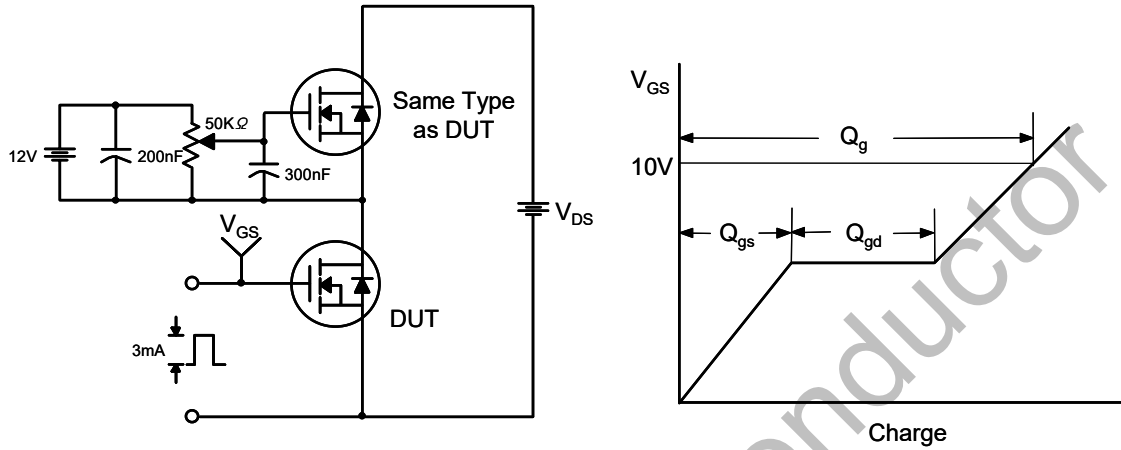 Same Type
as DUT
50KΩ
12V
200nF
300nF
V_DS
V_GS
DUT
3mA
V_GS
Q_g
10V
Q_gs
Q_gd
Charge